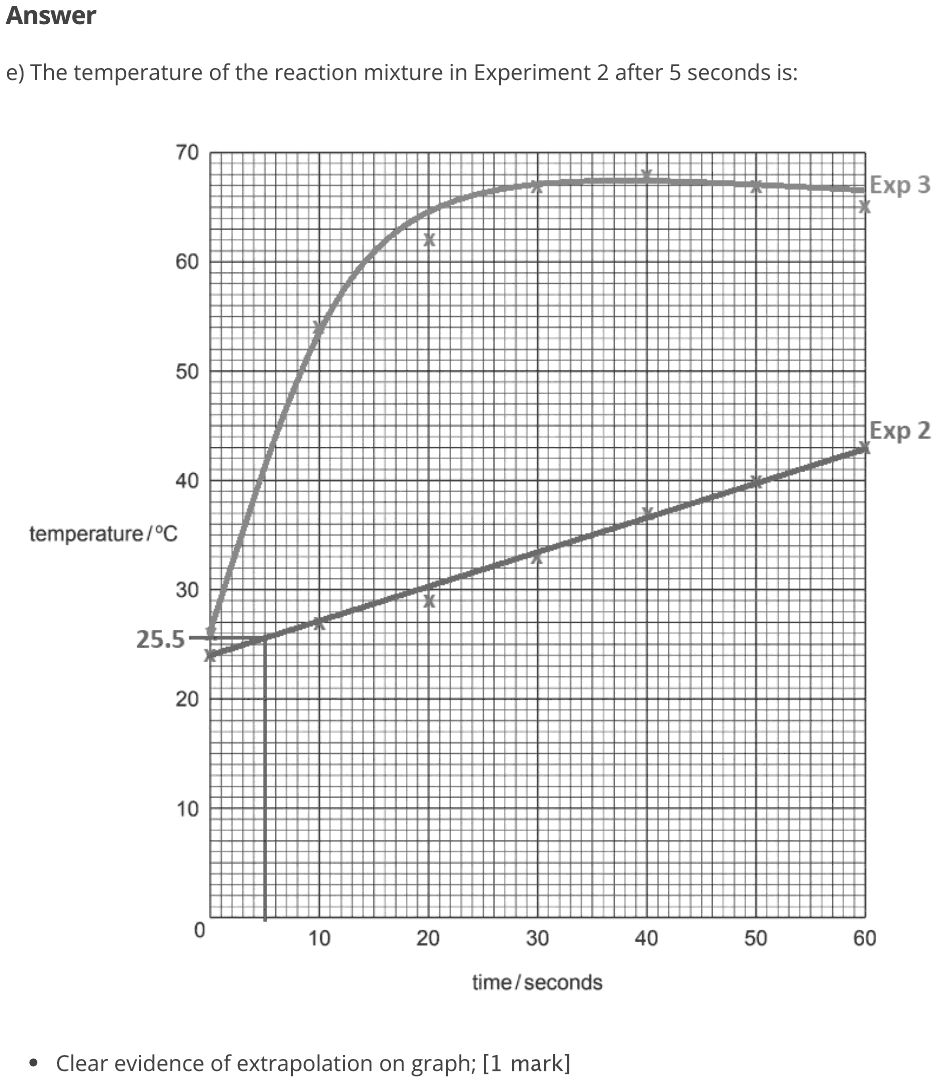 Answer
e) The temperature of the reaction mixture in Experiment 2 after 5 seconds is:
70
Exp 3
60
50
Exp 2
40
temperature/°C
30
25.5
20
10
0
10 20 30 40 50 60
time/seconds
• Clear evidence of extrapolation on graph; [1 mark]